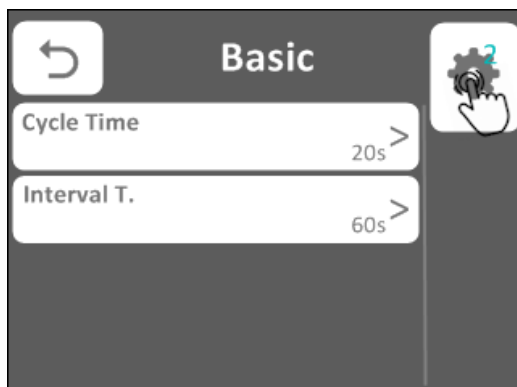 Basic
2
Cycle Time
20s
>
Interval T.
60s
>